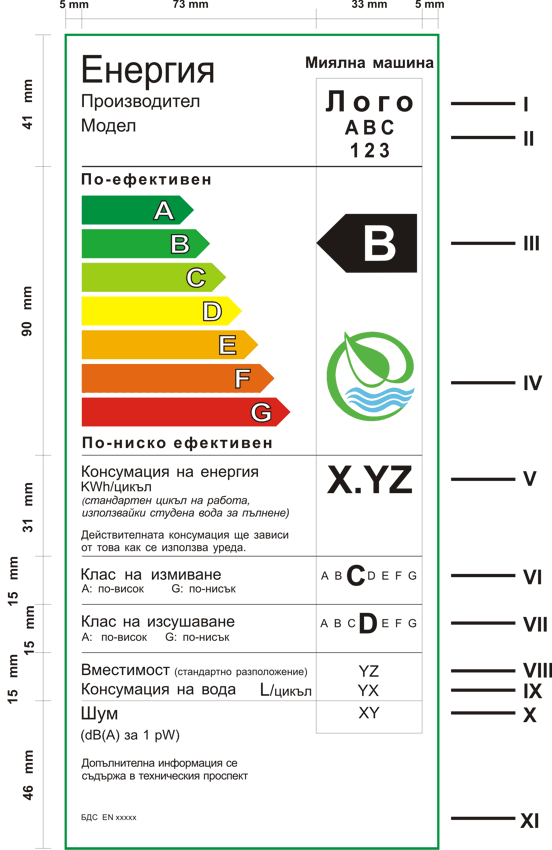 5 mm 73 mm 33 mm 5 mm
41 mm
90 mm
31 mm
15 mm
15 mm
15 mm
46 mm
Енергия
Миялна машина
Производител
Модел
Лого
ABC
123
I
II
По-ефективен
A
B
C
D
E
F
G
B
III
IV
По-ниско ефективен
Консумация на енергия
KWh/цикъл
(стандартен цикъл на работа,
използвайки студена вода за пълнене)
X.YZ
V
Действителната консумация ще зависи
от това как се използва уреда.
Клас на измиване
A: по-висок G: по-нисък
A B C D E F G
VI
Клас на изсушаване
A: по-висок G: по-нисък
A B C D E F G
VII
Вместимост (стандартно разположение) YZ VIII
Консумация на вода L/цикъл YX IX
Шум XY X
(dB(A) за 1 pW)
Допълнителна информация се
съдържа в техническия проспект
БДС EN xxxxx
XI